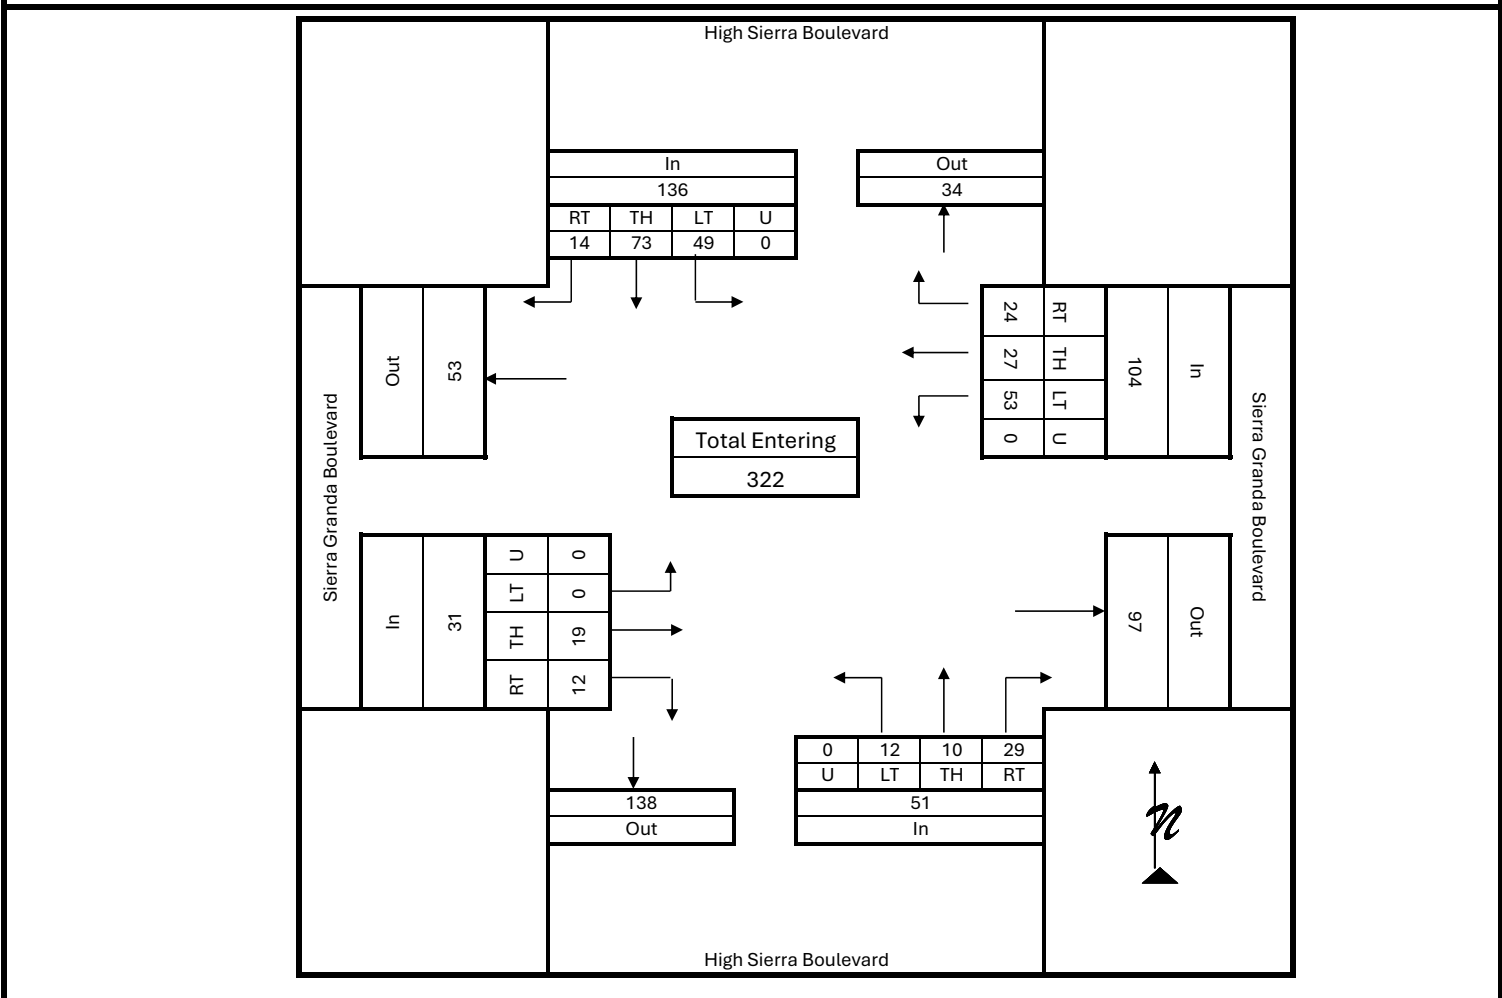 High Sierra Boulevard
In
136
RT TH LT U
14 73 49 0
Out
34
Sierra Granda Boulevard
Out
53
RT 24
TH 27
LT 53
U 0
104
In
Sierra Granda Boulevard
Total Entering
322
In
31
U 0
LT 0
TH 19
RT 12
97
Out
138
Out
0 12 10 29
U LT TH RT
51
In
N
High Sierra Boulevard